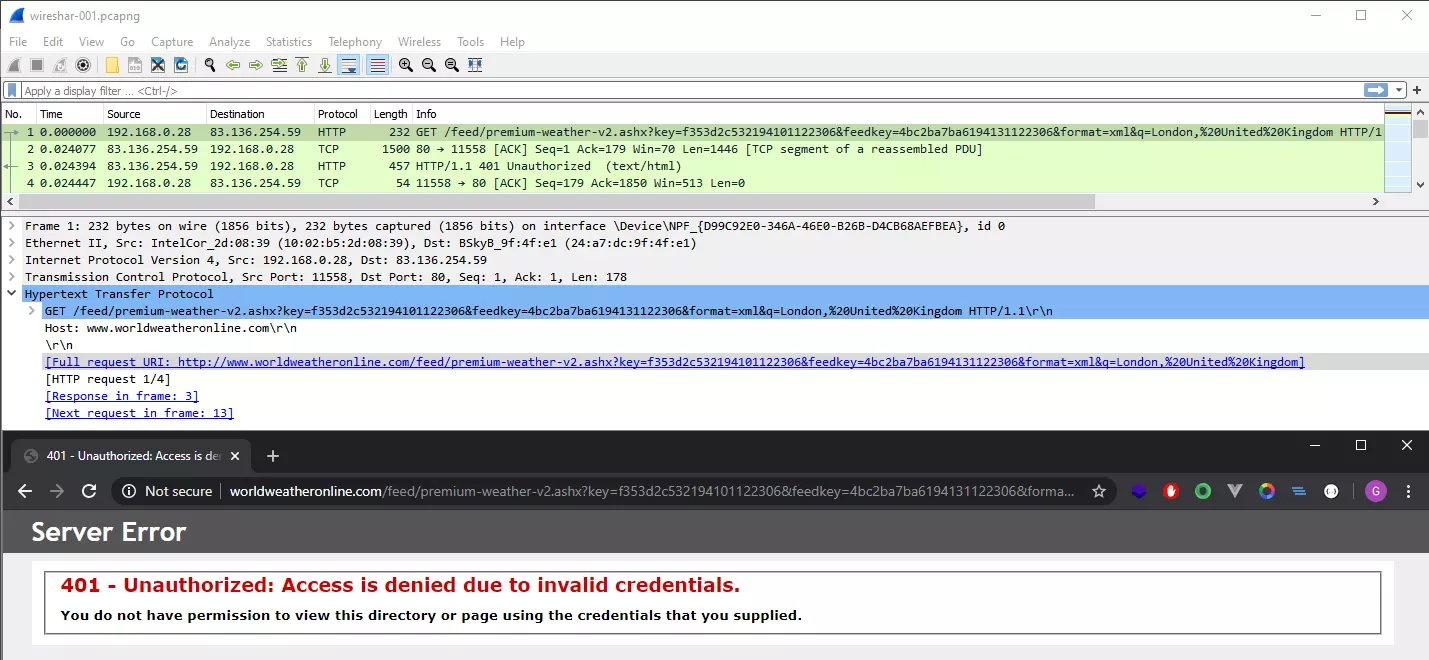 wireshar-001.pcapng
File Edit View Go Capture Analyze Statistics Telephony Wireless Tools Help
Apply a display filter ... <Ctrl-/>
No. Time Source Destination Protocol Length Info
1 0.000000 192.168.0.28 83.136.254.59 HTTP 232 GET /feed/premium-weather-v2.ashx?key=f353d2c532194101122306&feedkey=4bc2ba7ba6194131122306&format=xml&q=London,%20United%20Kingdom HTTP/1
2 0.024077 83.136.254.59 192.168.0.28 TCP 1500 80 → 11558 [ACK] Seq=1 Ack=179 Win=70 Len=1446 [TCP segment of a reassembled PDU]
3 0.024394 83.136.254.59 192.168.0.28 HTTP 457 HTTP/1.1 401 Unauthorized (text/html)
4 0.024447 192.168.0.28 83.136.254.59 TCP 54 11558 → 80 [ACK] Seq=179 Ack=1850 Win=513 Len=0
Frame 1: 232 bytes on wire (1856 bits), 232 bytes captured (1856 bits) on interface \Device\NPF_{D99C92E0-346A-46E0-B26B-D4CB68AEFBEA}, id 0
Ethernet II, Src: IntelCor_2d:08:39 (10:02:b5:2d:08:39), Dst: BSkyB_9f:4f:e1 (24:a7:dc:9f:4f:e1)
Internet Protocol Version 4, Src: 192.168.0.28, Dst: 83.136.254.59
Transmission Control Protocol, Src Port: 11558, Dst Port: 80, Seq: 1, Ack: 1, Len: 178
Hypertext Transfer Protocol
GET /feed/premium-weather-v2.ashx?key=f353d2c532194101122306&feedkey=4bc2ba7ba6194131122306&format=xml&q=London,%20United%20Kingdom HTTP/1.1\r\n
Host: www.worldweatheronline.com\r\n
\r\n
[Full request URI: http://www.worldweatheronline.com/feed/premium-weather-v2.ashx?key=f353d2c532194101122306&feedkey=4bc2ba7ba6194131122306&format=xml&q=London,%20United%20Kingdom]
[HTTP request 1/4]
[Response in frame: 3]
[Next request in frame: 13]
401 - Unauthorized: Access is de
Not secure worldweatheronline.com/feed/premium-weather-v2.ashx?key=f353d2c532194101122306&feedkey=4bc2ba7ba6194131122306&forma...
G
Server Error
401 - Unauthorized: Access is denied due to invalid credentials.
You do not have permission to view this directory or page using the credentials that you supplied.